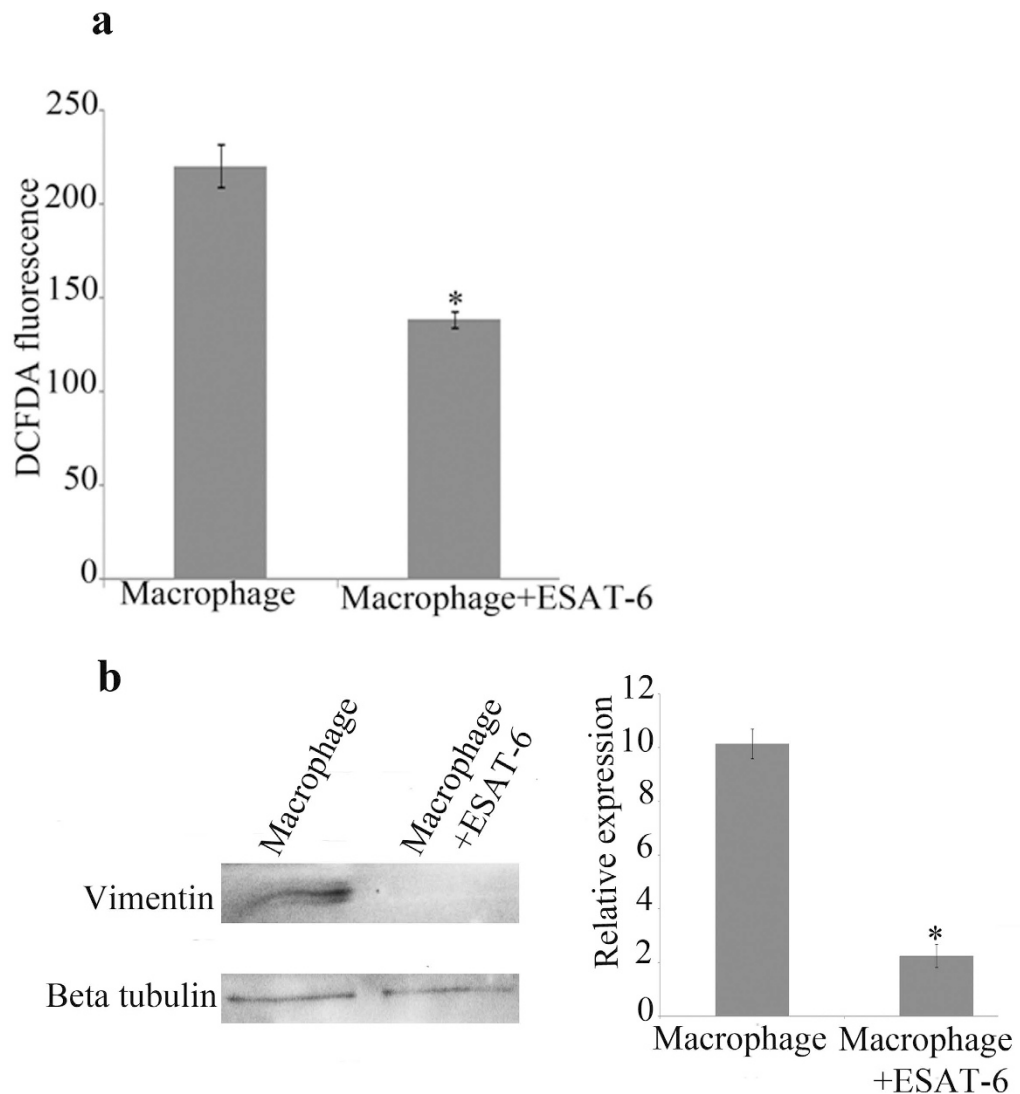 a
250
200
150
100
50
0
DCFDA fluorescence
*
Macrophage
Macrophage+ESAT-6
b
Macrophage
Macrophage
+ESAT-6
Vimentin
Beta tubulin
12
10
8
6
4
2
0
Relative expression
*
Macrophage
Macrophage
+ESAT-6